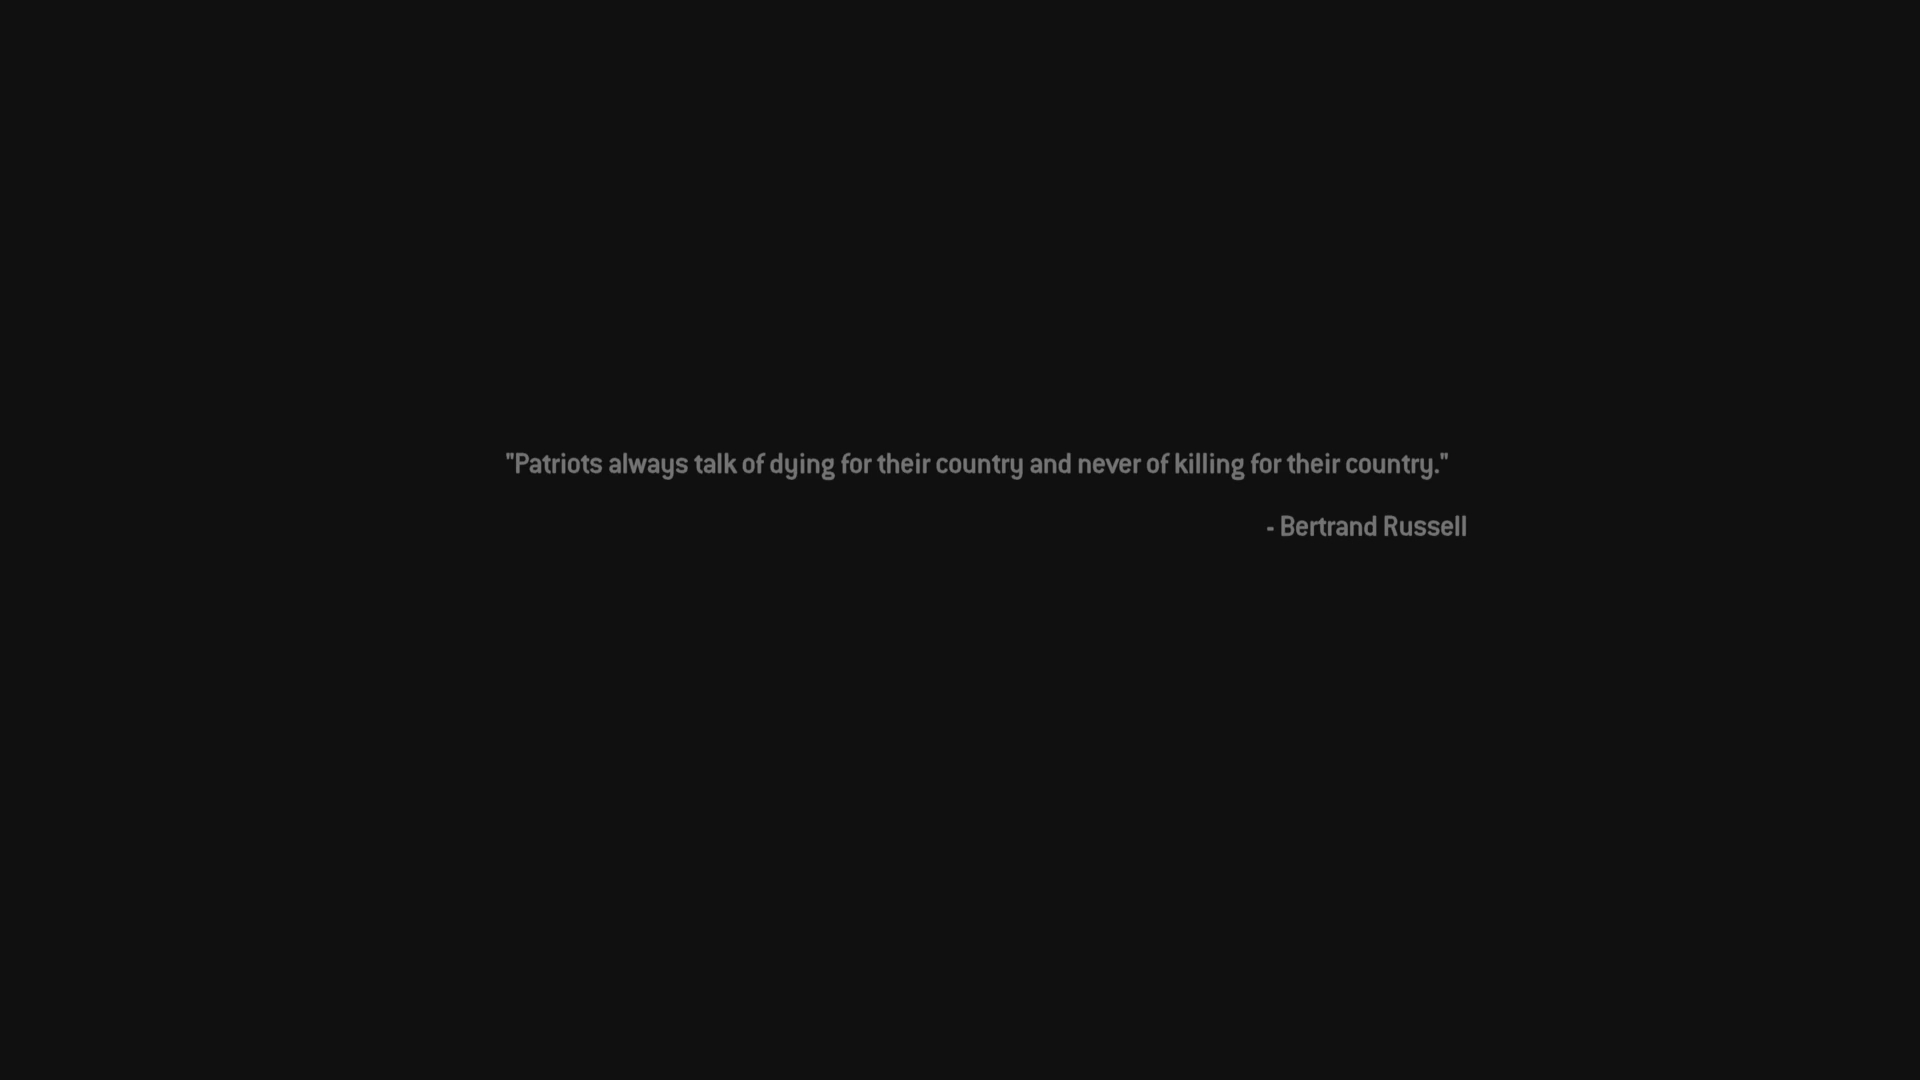 "Patriots always talk of dying for their country and never of killing for their country."
- Bertrand Russell